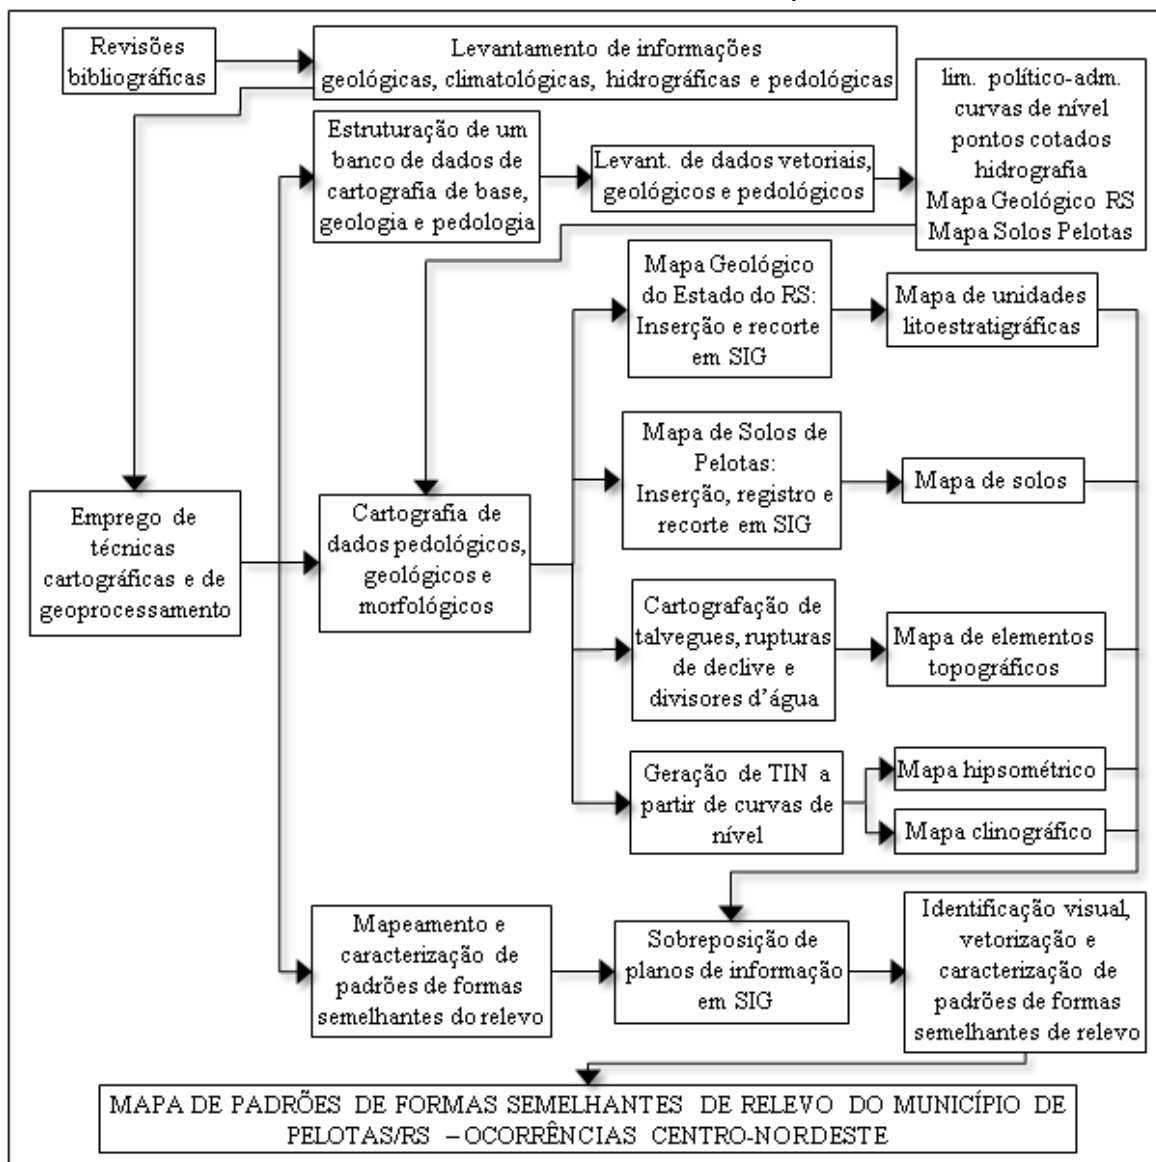 Revisões
bibliográficas
Levantamento de informações
geológicas, climatológicas, hidrográficas e pedológicas
lim. político-adm.
curvas de nível
pontos cotados
hidrografia
Mapa Geológico RS
Mapa Solos Pelotas
Estruturação de um
banco de dados de
cartografia de base,
geologia e pedologia
Levant. de dados vetoriais,
geológicos e pedológicos
Mapa Geológico
do Estado do RS:
Inserção e recorte
em SIG
Mapa de unidades
litoestratigráficas
Mapa de Solos de
Pelotas:
Inserção, registro e
recorte em SIG
Mapa de solos
Emprego de
técnicas
cartográficas e de
geoprocessamento
Cartografia de
dados pedológicos,
geológicos e
morfológicos
Cartografação de
talvegues, rupturas
de declive e
divisores d'água
Mapa de elementos
topográficos
Geração de TIN a
partir de curvas de
nível
Mapa hipsométrico
Mapa clinográfico
Mapeamento e
caracterização de
padrões de formas
semelhantes do relevo
Sobreposição de
planos de informação
em SIG
Identificação visual,
vetorização e
caracterização de
padrões de formas
semelhantes de relevo
MAPA DE PADRÕES DE FORMAS SEMELHANTES DE RELEVO DO MUNICÍPIO DE
PELOTAS/RS – OCORRÊNCIAS CENTRO-NORDESTE